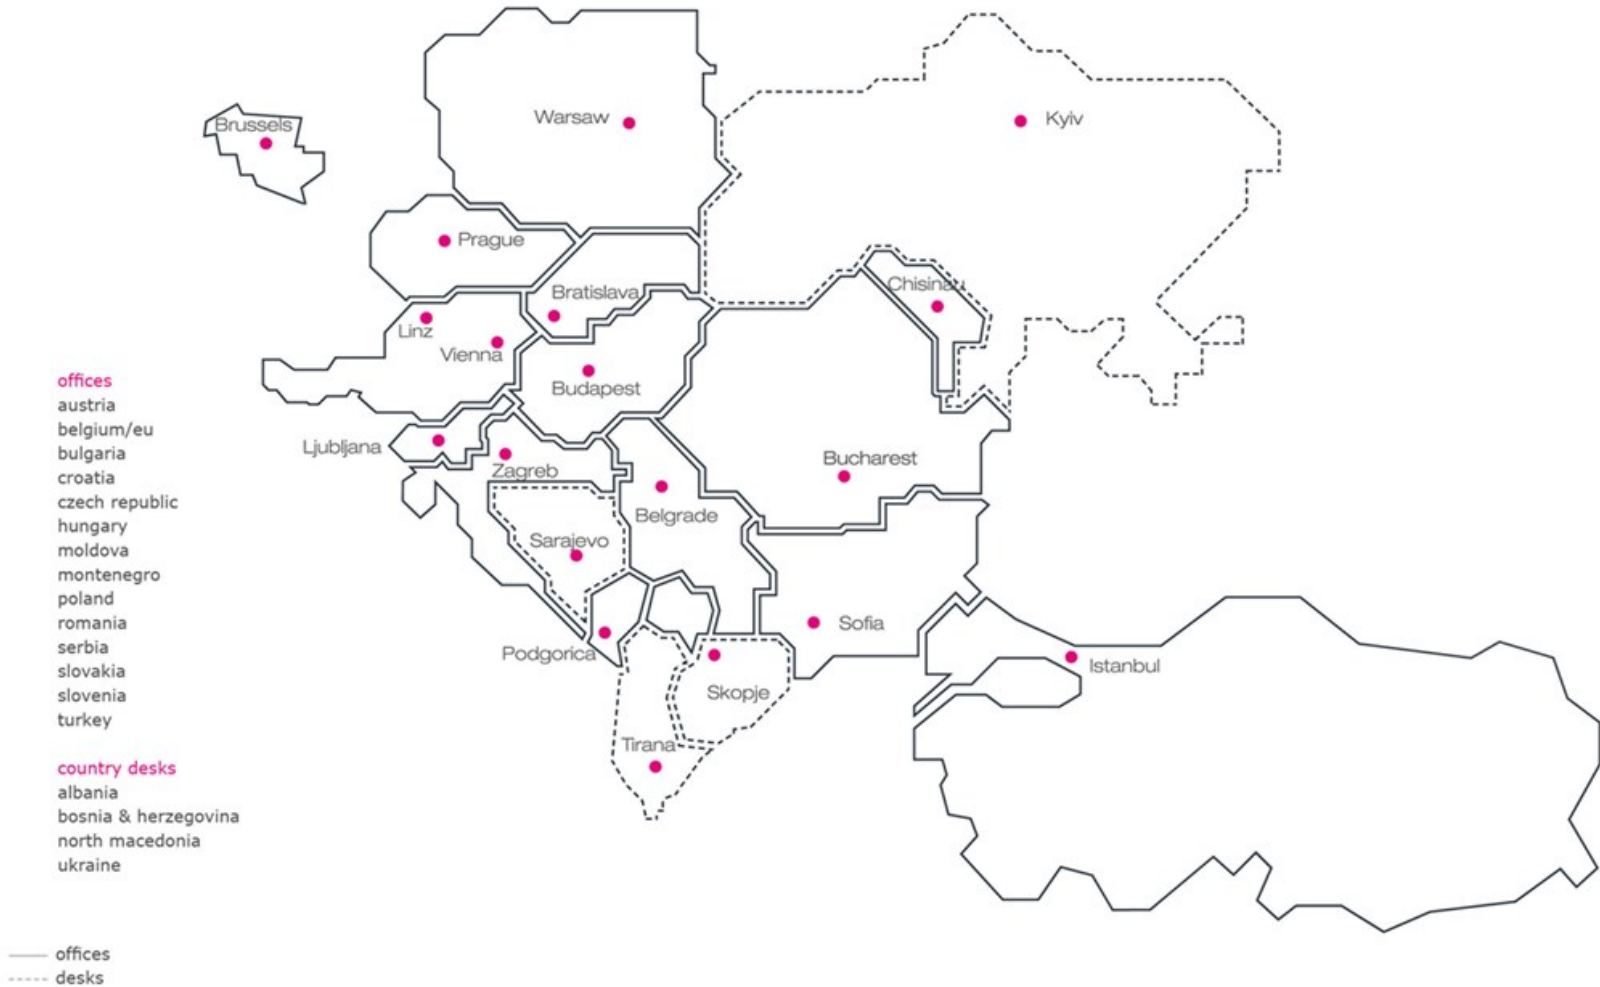 Warsaw
Kyiv
Brussels
Prague
Chisinau
Bratislava
Linz
Vienna
Budapest
Ljubljana
Zagreb
Bucharest
Belgrade
Sarajevo
Sofia
Podgorica
Istanbul
Skopje
Tirana
offices
austria
belgium/eu
bulgaria
croatia
czech republic
hungary
moldova
montenegro
poland
romania
serbia
slovakia
slovenia
turkey
country desks
albania
bosnia & herzegovina
north macedonia
ukraine
offices
desks